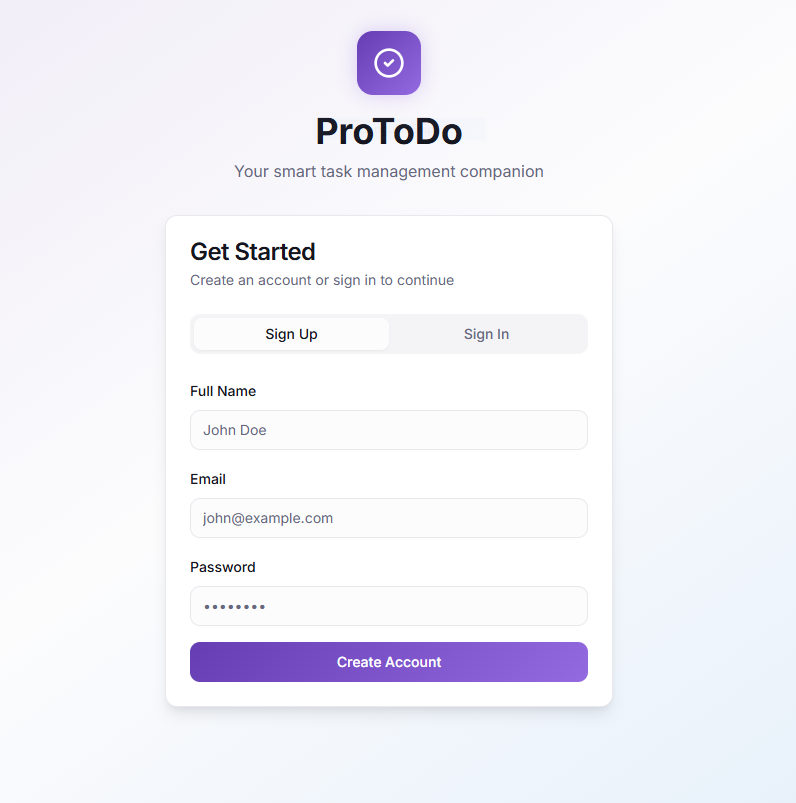 ProToDo
Your smart task management companion
Get Started
Create an account or sign in to continue
Sign Up
Sign In
Full Name
John Doe
Email
john@example.com
Password
••••••••
Create Account